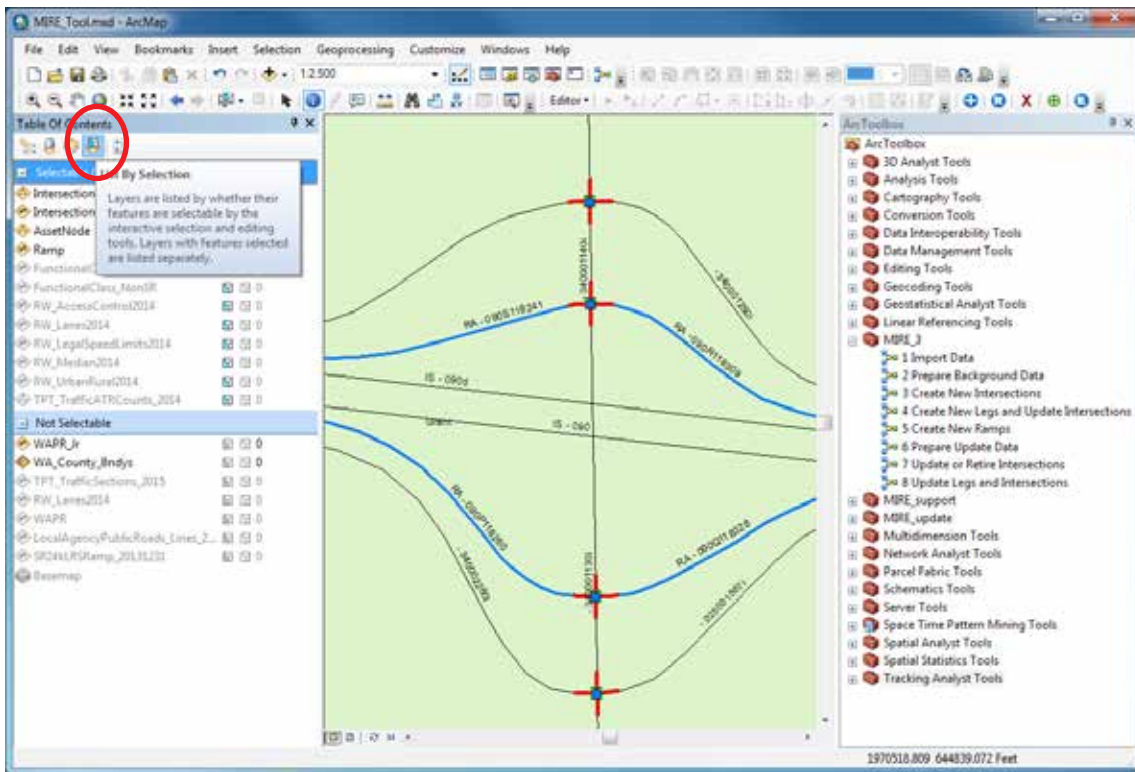 MIRE_Tool.mxd - ArcMap
File Edit View Bookmarks Insert Selection Geoprocessing Customize Windows Help
1:2,500
Editor
Table Of Contents
List By Selection
Layers are listed by whether their
features are selectable by the
interactive selection and editing
tools. Layers with features selected
are listed separately.
Intersection
Intersection
AssetNode
Ramp
FunctionalClass_NonSR
RW_AccessControl2014
RW_Lanes2014
RW_LegalSpeedLimits2014
RW_Median2014
RW_UrbanRural2014
TPT_TrafficATRCounts_2014
Not Selectable
WAPR_Jr
WA_County_Bndys
TPT_TrafficSections_2015
RW_Lanes2014
WAPR
LocalAgencyPublicRoads_Lines_2...
SR24kLRSRamp_20131231
Basemap
IS - 090d
IS - 090
ArcToolbox
ArcToolbox
3D Analyst Tools
Analysis Tools
Cartography Tools
Conversion Tools
Data Interoperability Tools
Data Management Tools
Editing Tools
Geocoding Tools
Geostatistical Analyst Tools
Linear Referencing Tools
MIRE_3
1 Import Data
2 Prepare Background Data
3 Create New Intersections
4 Create New Legs and Update Intersections
5 Create New Ramps
6 Prepare Update Data
7 Update or Retire Intersections
8 Update Legs and Intersections
MIRE_support
MIRE_update
Multidimension Tools
Network Analyst Tools
Parcel Fabric Tools
Schematics Tools
Server Tools
Space Time Pattern Mining Tools
Spatial Analyst Tools
Spatial Statistics Tools
Tracking Analyst Tools
1970518.809 644839.072 Feet